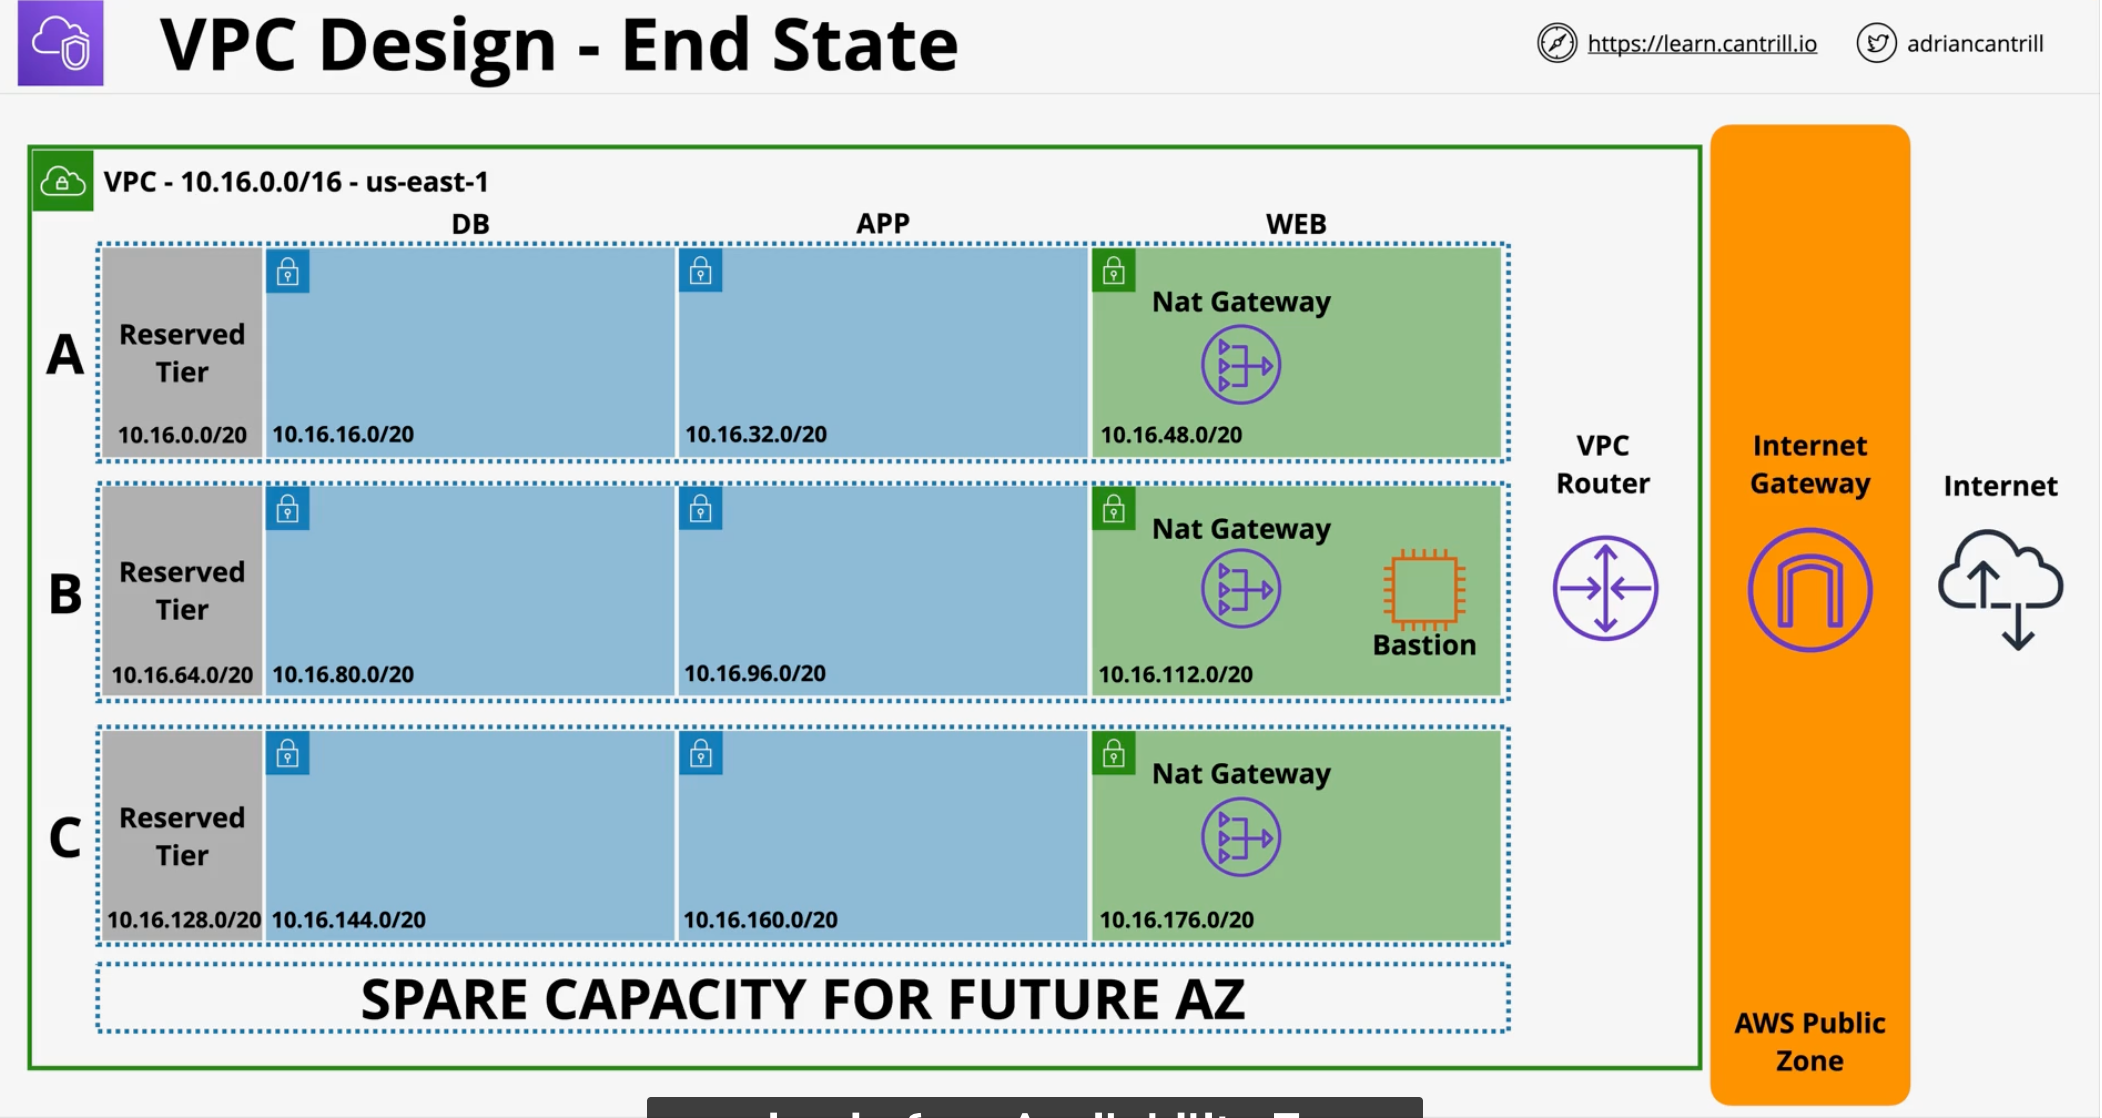 VPC Design - End State
https://learn.cantrill.io
adriancantrill
VPC - 10.16.0.0/16 - us-east-1
DB
APP
WEB
A
Reserved
Tier
10.16.0.0/20
10.16.16.0/20
10.16.32.0/20
Nat Gateway
10.16.48.0/20
B
Reserved
Tier
10.16.64.0/20
10.16.80.0/20
10.16.96.0/20
Nat Gateway
Bastion
10.16.112.0/20
C
Reserved
Tier
10.16.128.0/20
10.16.144.0/20
10.16.160.0/20
Nat Gateway
10.16.176.0/20
SPARE CAPACITY FOR FUTURE AZ
VPC
Router
Internet
Gateway
AWS Public
Zone
Internet